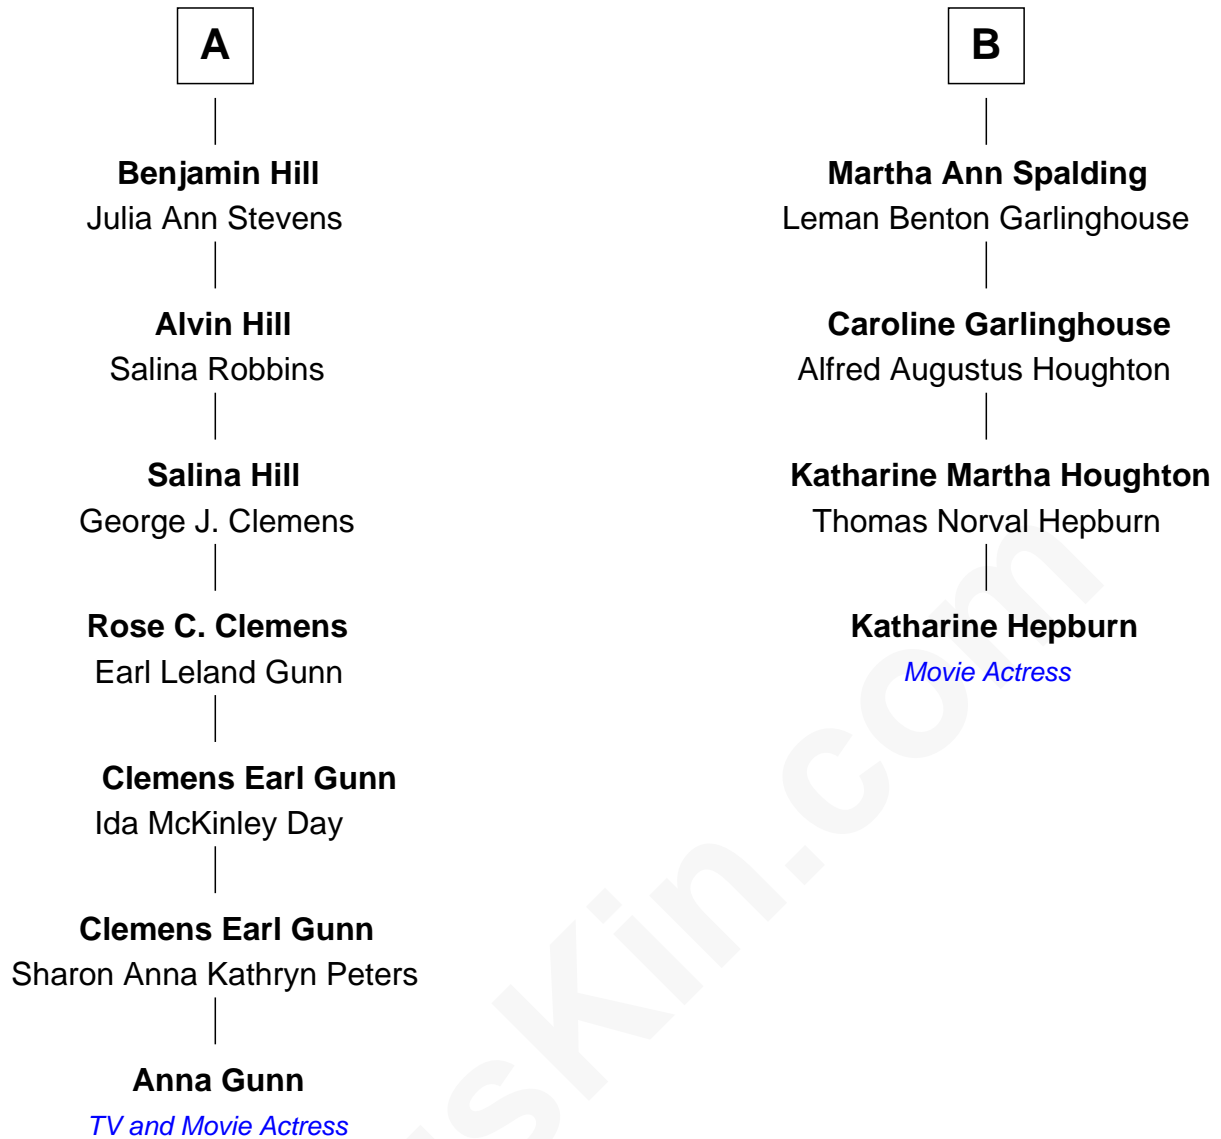 A
Benjamin Hill
Julia Ann Stevens
Alvin Hill
Salina Robbins
Salina Hill
George J. Clemens
Rose C. Clemens
Earl Leland Gunn
Clemens Earl Gunn
Ida McKinley Day
Clemens Earl Gunn
Sharon Anna Kathryn Peters
Anna Gunn
TV and Movie Actress
B
Martha Ann Spalding
Leman Benton Garlinghouse
Caroline Garlinghouse
Alfred Augustus Houghton
Katharine Martha Houghton
Thomas Norval Hepburn
Katharine Hepburn
Movie Actress
sKin.com